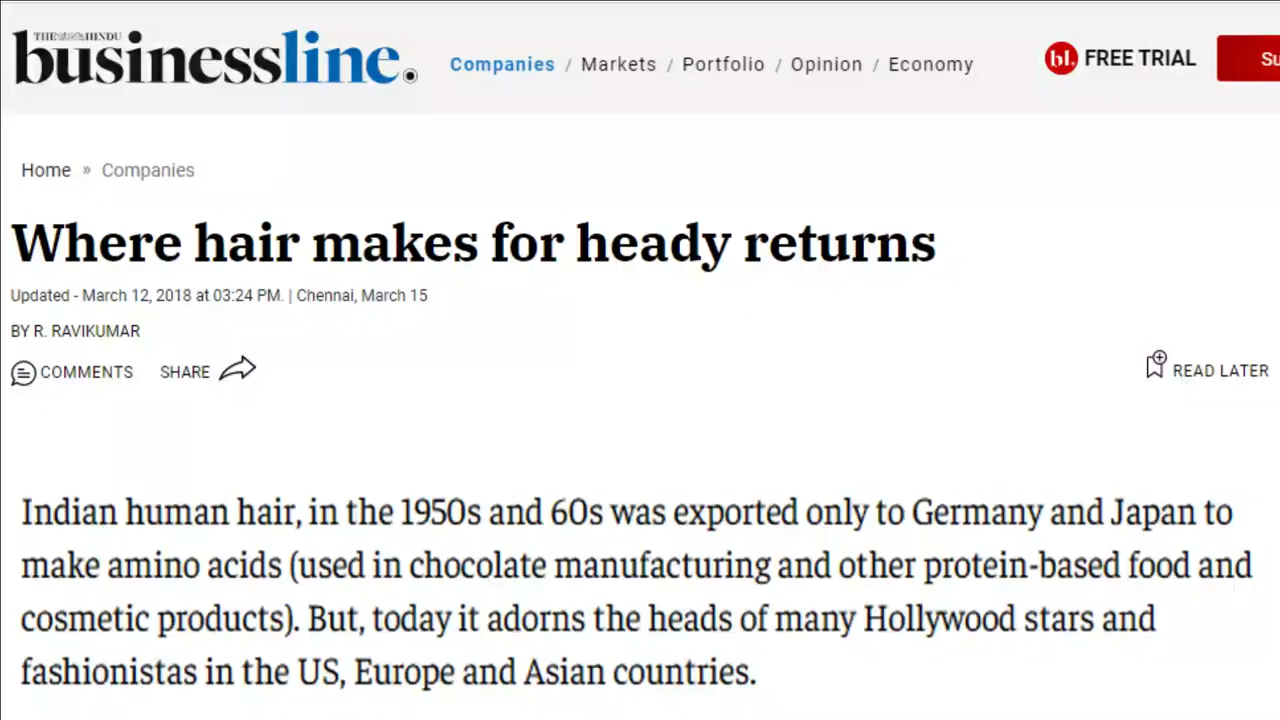 THE HINDU
businessline.
Companies / Markets / Portfolio / Opinion / Economy
bl. FREE TRIAL
Su
Home » Companies
Where hair makes for heady returns
Updated - March 12, 2018 at 03:24 PM. | Chennai, March 15
BY R. RAVIKUMAR
COMMENTS SHARE
READ LATER
Indian human hair, in the 1950s and 60s was exported only to Germany and Japan to
make amino acids (used in chocolate manufacturing and other protein-based food and
cosmetic products). But, today it adorns the heads of many Hollywood stars and
fashionistas in the US, Europe and Asian countries.